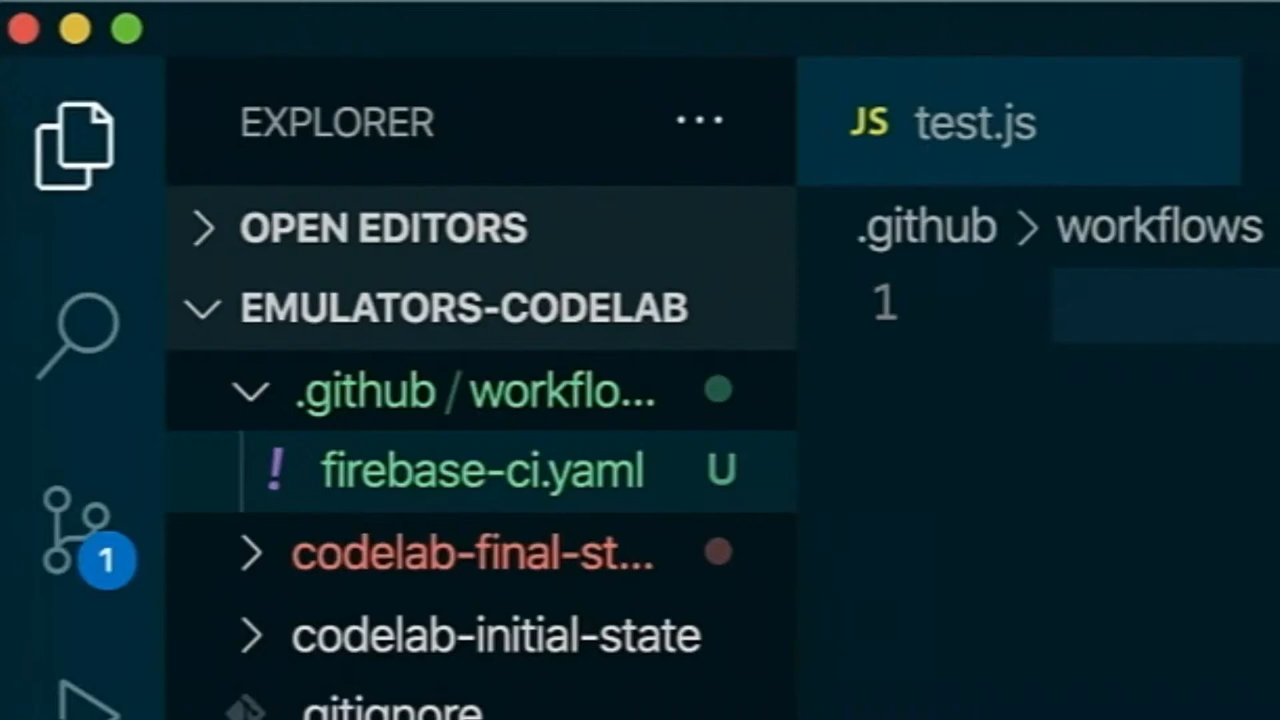 EXPLORER ...
JS test.js
OPEN EDITORS
.github > workflows
EMULATORS-CODELAB
1
.github / workflo...
! firebase-ci.yaml U
codelab-final-st...
1
codelab-initial-state
.gitignore